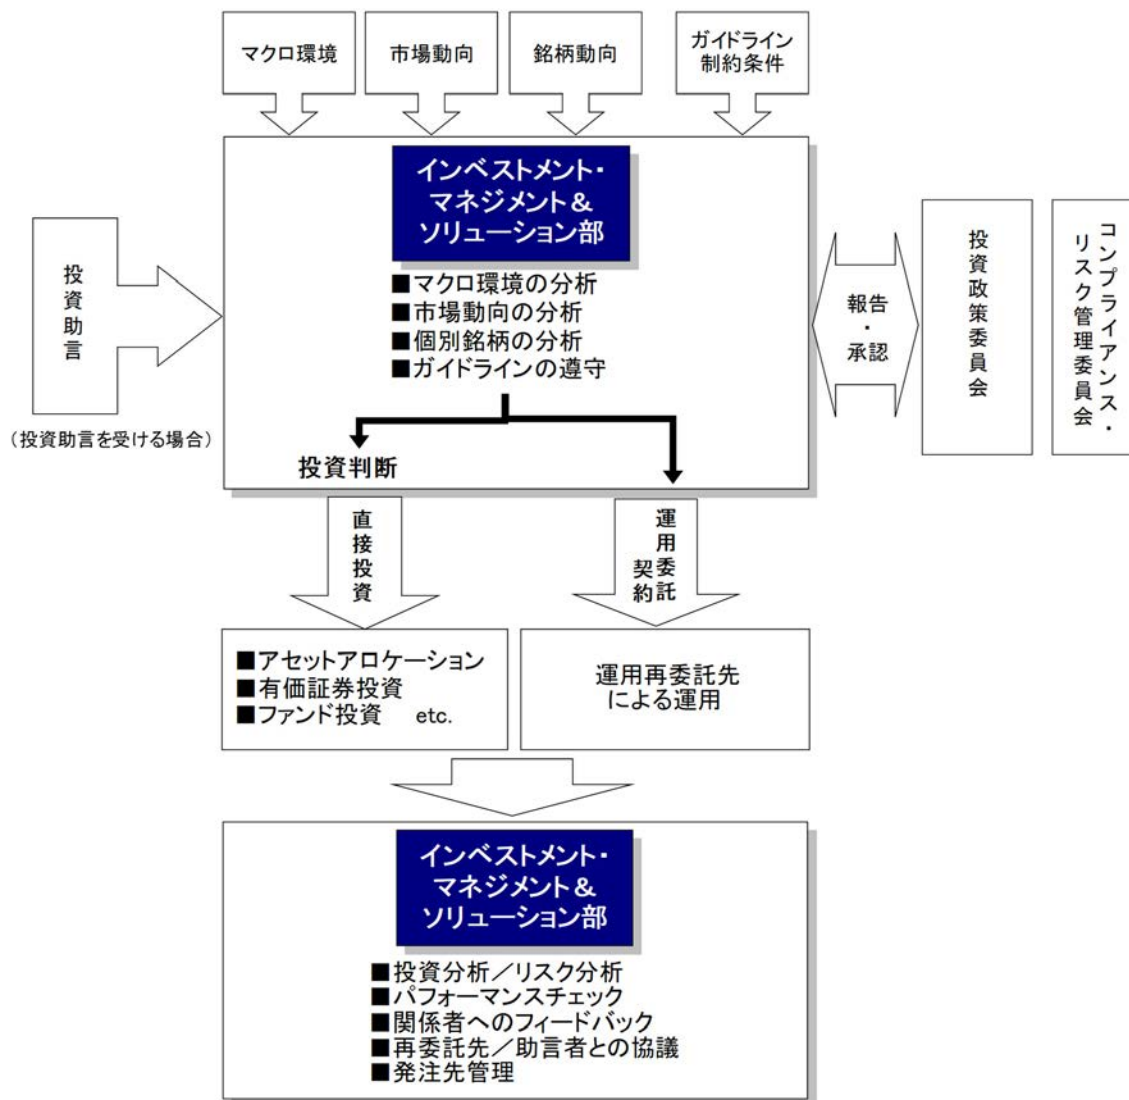 マクロ環境
市場動向
銘柄動向
ガイドライン
制約条件
インベストメント・
マネジメント&
ソリューション部
■マクロ環境の分析
■市場動向の分析
■個別銘柄の分析
■ガイドラインの遵守
投資助言
(投資助言を受ける場合)
報告
・
承認
投資政策委員会
コンプライアンス・
リスク管理委員会
投資判断
直接投資
運用委託
契約
■アセットアロケーション
■有価証券投資
■ファンド投資 etc.
運用再委託先
による運用
インベストメント・
マネジメント&
ソリューション部
■投資分析/リスク分析
■パフォーマンスチェック
■関係者へのフィードバック
■再委託先/助言者との協議
■発注先管理